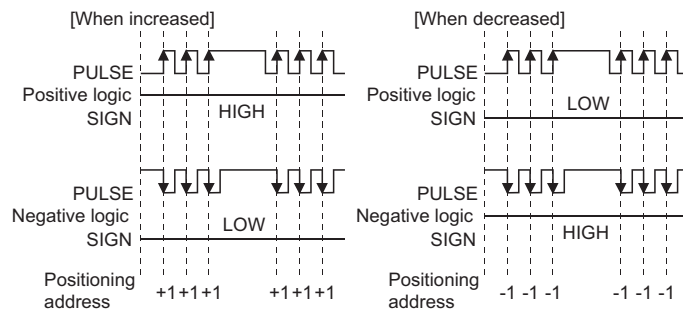 [When increased]
PULSE
Positive logic
SIGN
HIGH
PULSE
Negative logic
SIGN
LOW
Positioning
address
+1 +1 +1 +1 +1 +1
[When decreased]
PULSE
Positive logic
SIGN
LOW
PULSE
Negative logic
SIGN
HIGH
Positioning
address
-1 -1 -1 -1 -1 -1